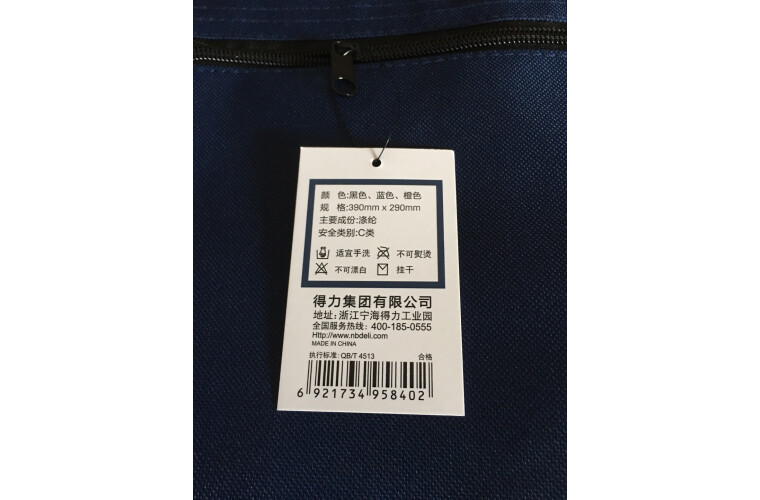 颜 色:黑色、蓝色、橙色
规 格:390mm x 290mm
主要成份:涤纶
安全类别:C类
适宜手洗 不可熨烫
不可漂白 挂干
得力集团有限公司
地址: 浙江宁海得力工业园
全国服务热线: 400-185-0555
Http://www.nbdeli.com
MADE IN CHINA
执行标准: QB/T 4513 合格
6 921734 958402